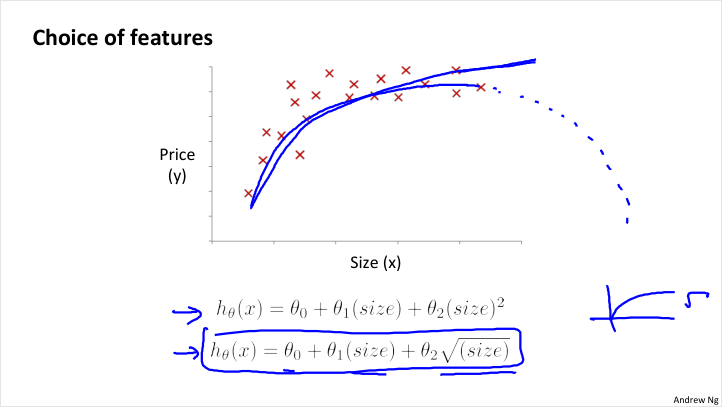 Choice of features
Price
(y)
Size (x)
hθ(x) = θ0 + θ1(size) + θ2(size)²
hθ(x) = θ0 + θ1(size) + θ2√(size)
√
Andrew Ng